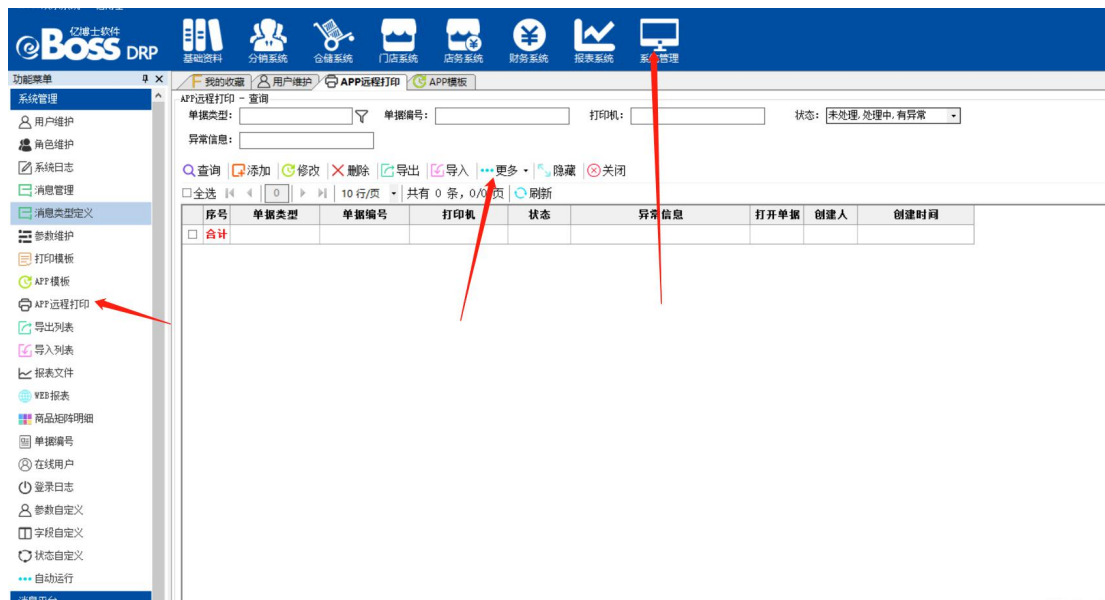 亿博士软件
eBOSS DRP
基础资料 分销系统 仓储系统 门店系统 店务系统 财务系统 报表系统 系统管理
功能菜单
我的收藏 用户维护 APP远程打印 APP模板
系统管理
用户维护
角色维护
系统日志
消息管理
消息类型定义
参数维护
打印模板
APP模板
APP远程打印
导出列表
导入列表
报表文件
WEB报表
商品矩阵明细
单据编号
在线用户
登录日志
参数自定义
字段自定义
状态自定义
自动运行
APP远程打印 - 查询
单据类型: 单据编号: 打印机: 状态: 未处理,处理中,有异常
异常信息:
查询 添加 修改 删除 导出 导入 更多 隐藏 关闭
全选 0 10 行/页 共有 0 条, 0/0 页 刷新
序号 单据类型 单据编号 打印机 状态 异常信息 打开单据 创建人 创建时间
合计